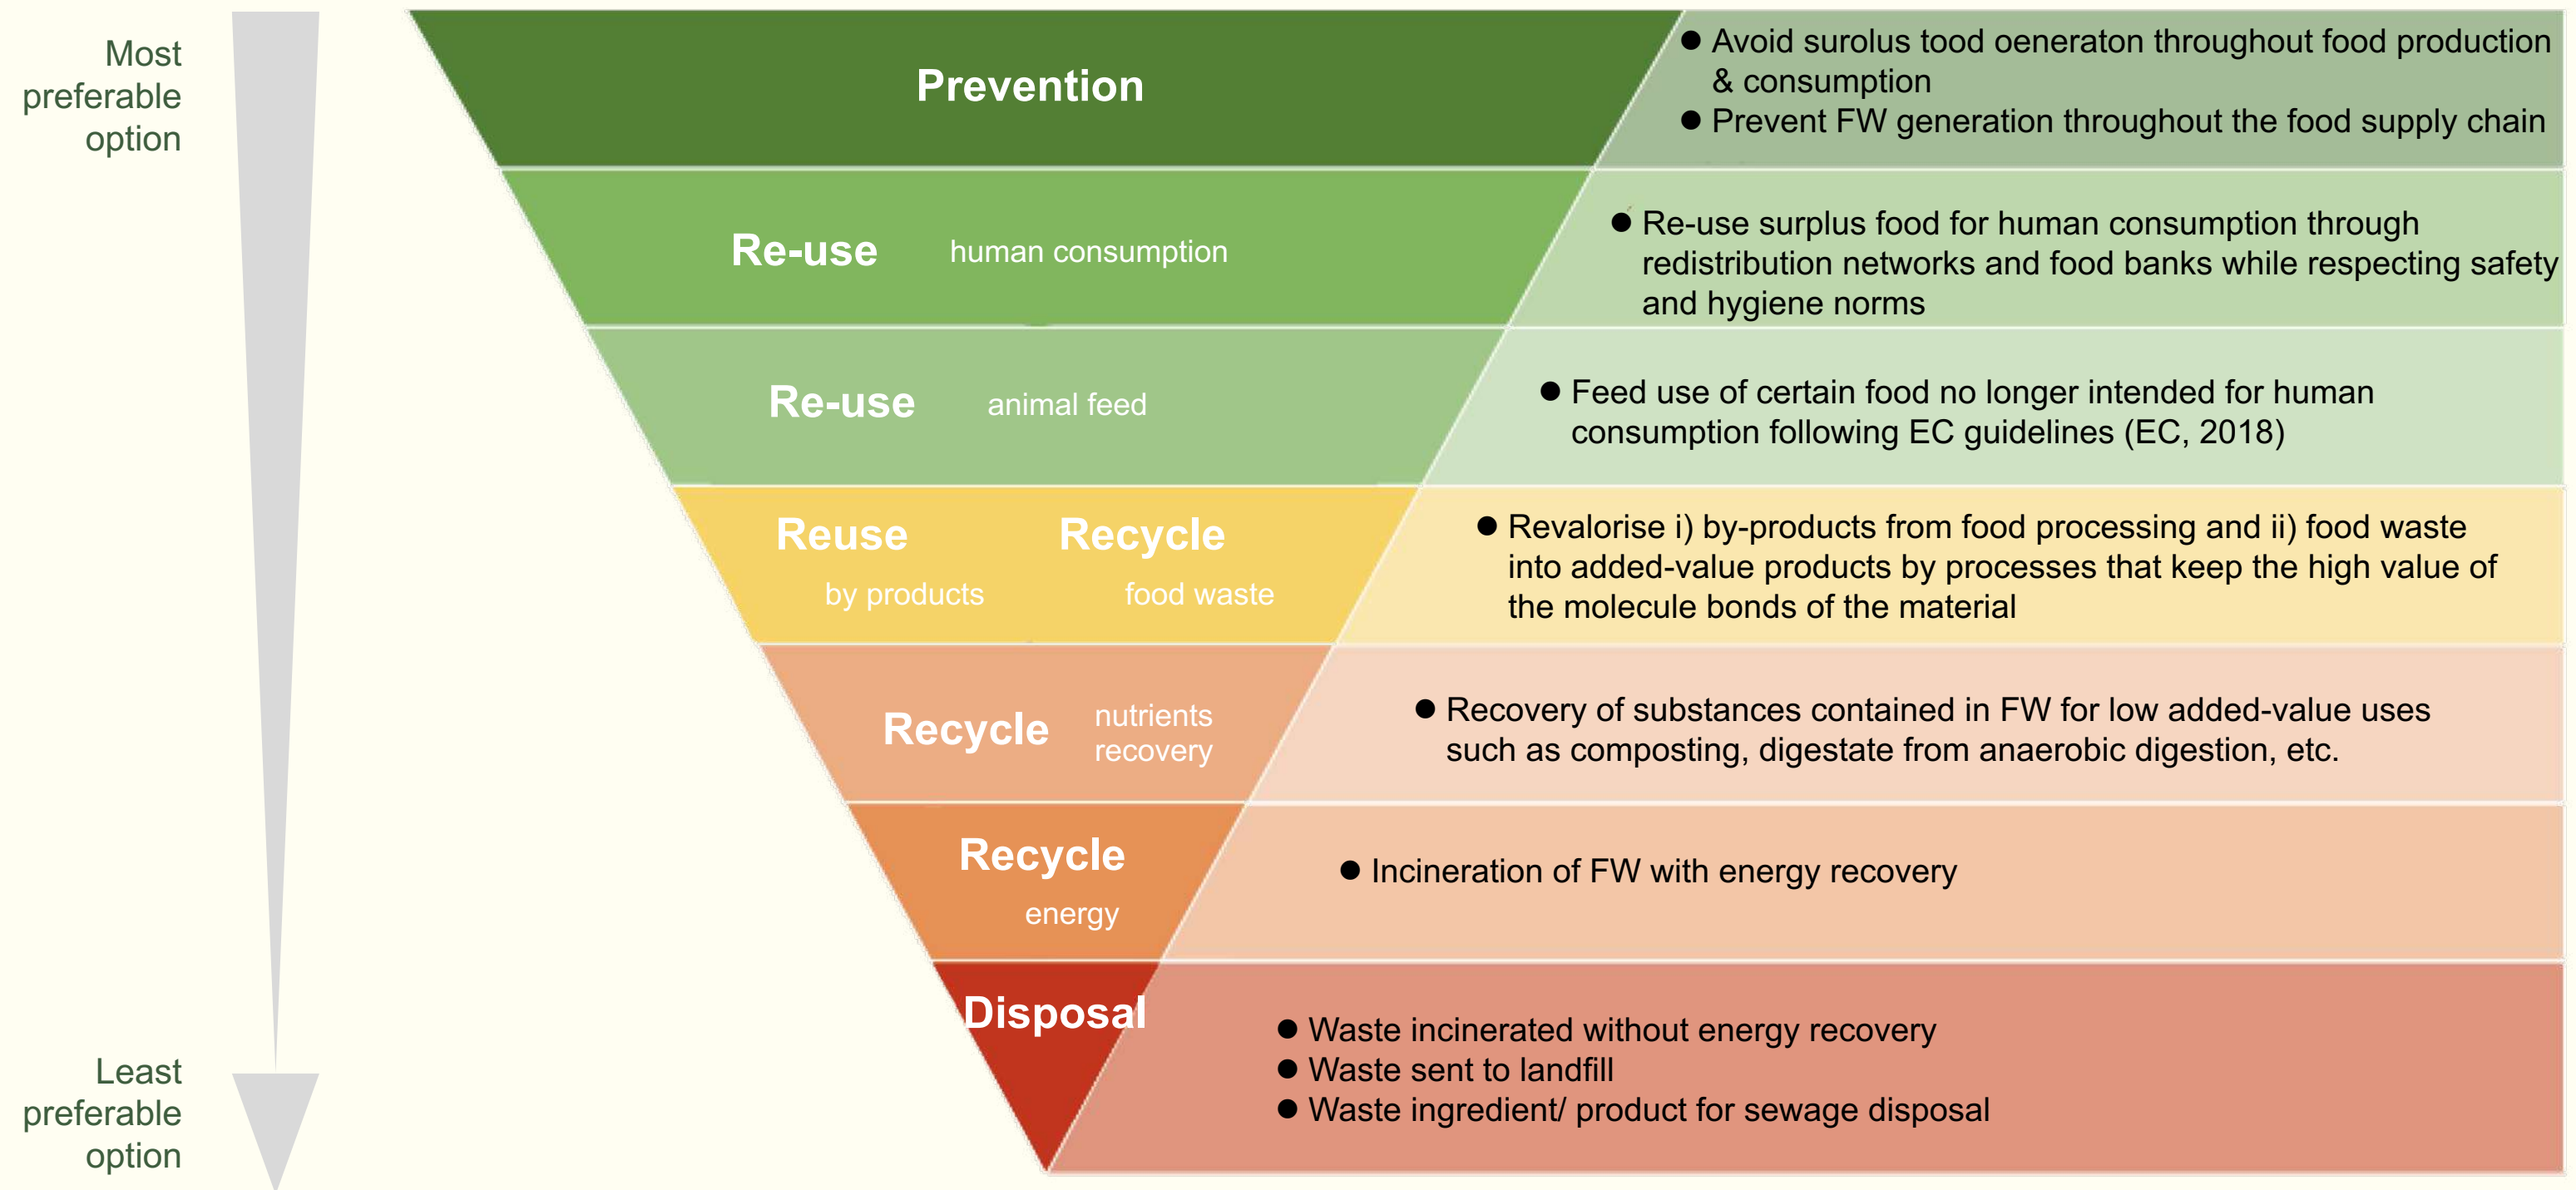 Most
preferable
option
Prevention
● Avoid surolus tood oeneraton throughout food production
& consumption
● Prevent FW generation throughout the food supply chain
Re-use human consumption
● Re-use surplus food for human consumption through
redistribution networks and food banks while respecting safety
and hygiene norms
Re-use animal feed
● Feed use of certain food no longer intended for human
consumption following EC guidelines (EC, 2018)
Reuse Recycle
by products food waste
● Revalorise i) by-products from food processing and ii) food waste
into added-value products by processes that keep the high value of
the molecule bonds of the material
Recycle nutrients
recovery
● Recovery of substances contained in FW for low added-value uses
such as composting, digestate from anaerobic digestion, etc.
Recycle
energy
● Incineration of FW with energy recovery
Disposal
● Waste incinerated without energy recovery
● Waste sent to landfill
● Waste ingredient/ product for sewage disposal
Least
preferable
option